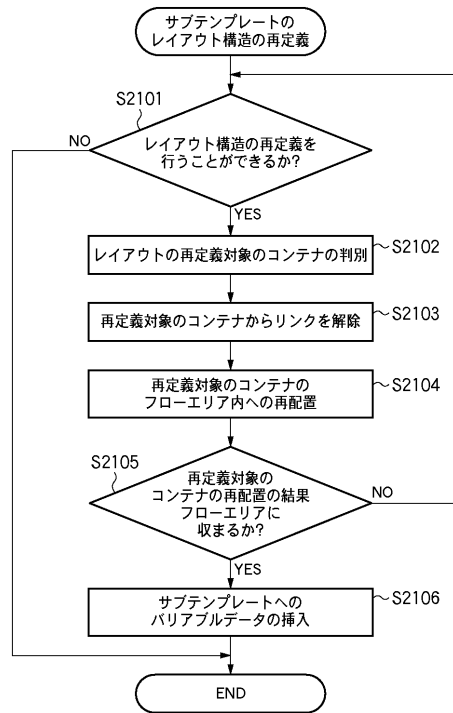 サブテンプレートの
レイアウト構造の再定義
S2101
NO
レイアウト構造の再定義を
行うことができるか?
YES
レイアウトの再定義対象のコンテナの判別
S2102
再定義対象のコンテナからリンクを解除
S2103
再定義対象のコンテナの
フローエリア内への再配置
S2104
S2105
再定義対象の
コンテナの再配置の結果
フローエリアに
収まるか?
NO
YES
サブテンプレートへの
バリアブルデータの挿入
S2106
END